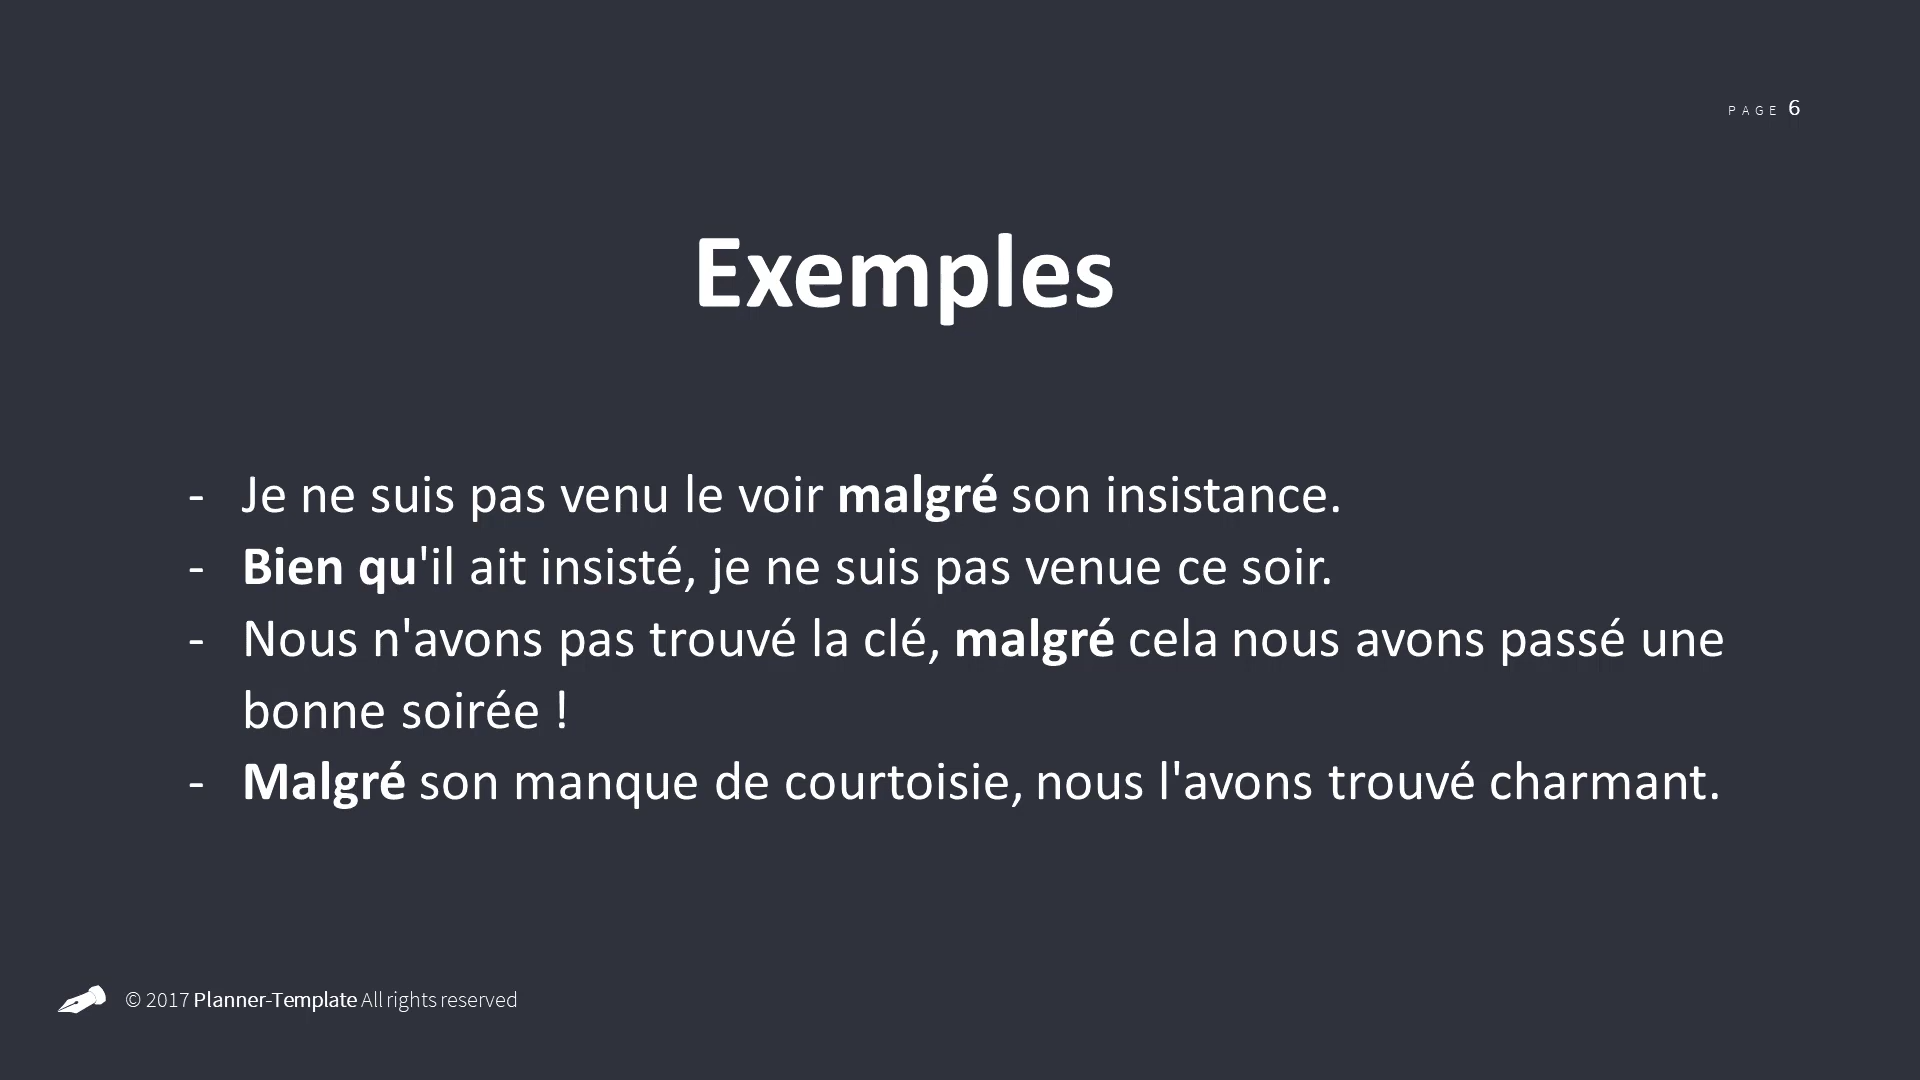 PAGE 6
Exemples
- Je ne suis pas venu le voir malgré son insistance.
- Bien qu'il ait insisté, je ne suis pas venue ce soir.
- Nous n'avons pas trouvé la clé, malgré cela nous avons passé une
bonne soirée !
- Malgré son manque de courtoisie, nous l'avons trouvé charmant.
© 2017 Planner-Template All rights reserved